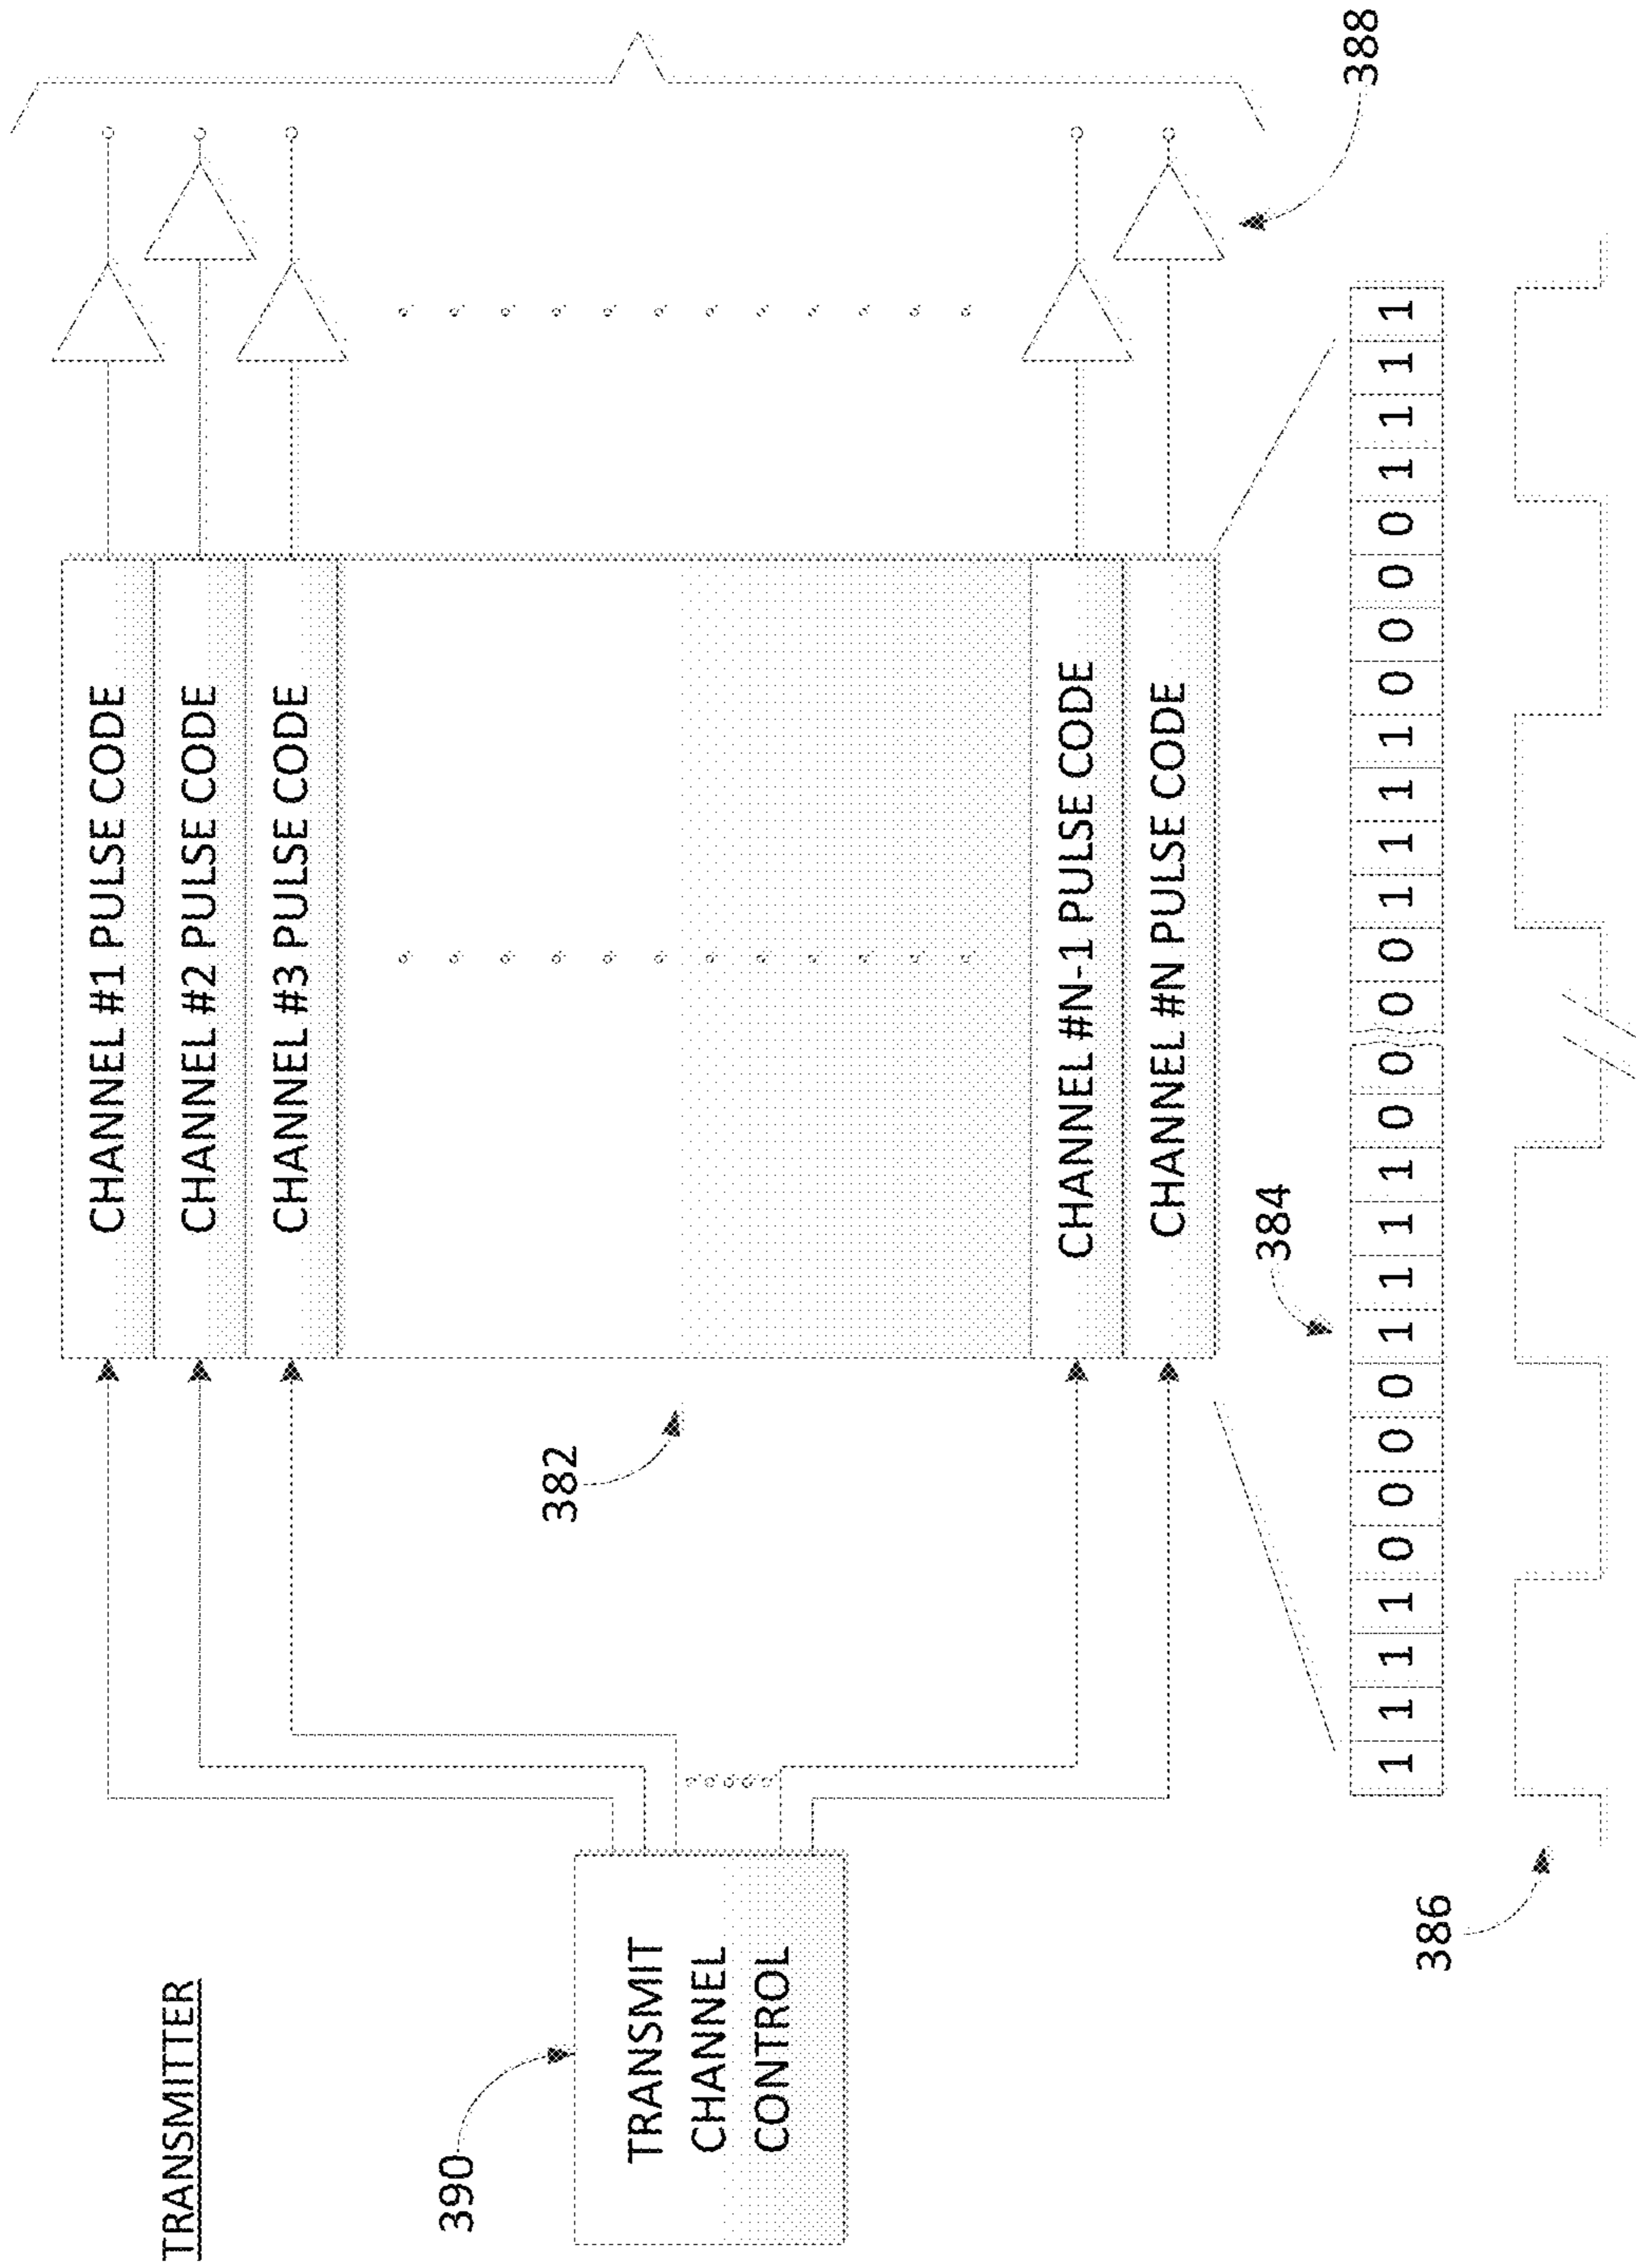 TRANSMITTER
CHANNEL #1 PULSE CODE
CHANNEL #2 PULSE CODE
CHANNEL #3 PULSE CODE
390
382
TRANSMIT
CHANNEL
CONTROL
CHANNEL #N-1 PULSE CODE
CHANNEL #N PULSE CODE
384
388
1 1 1 1 0 0 0 0 1 1 1 1 0 0 0 0 1 1 1 1 0 0 0 0 1 1 1 1
386